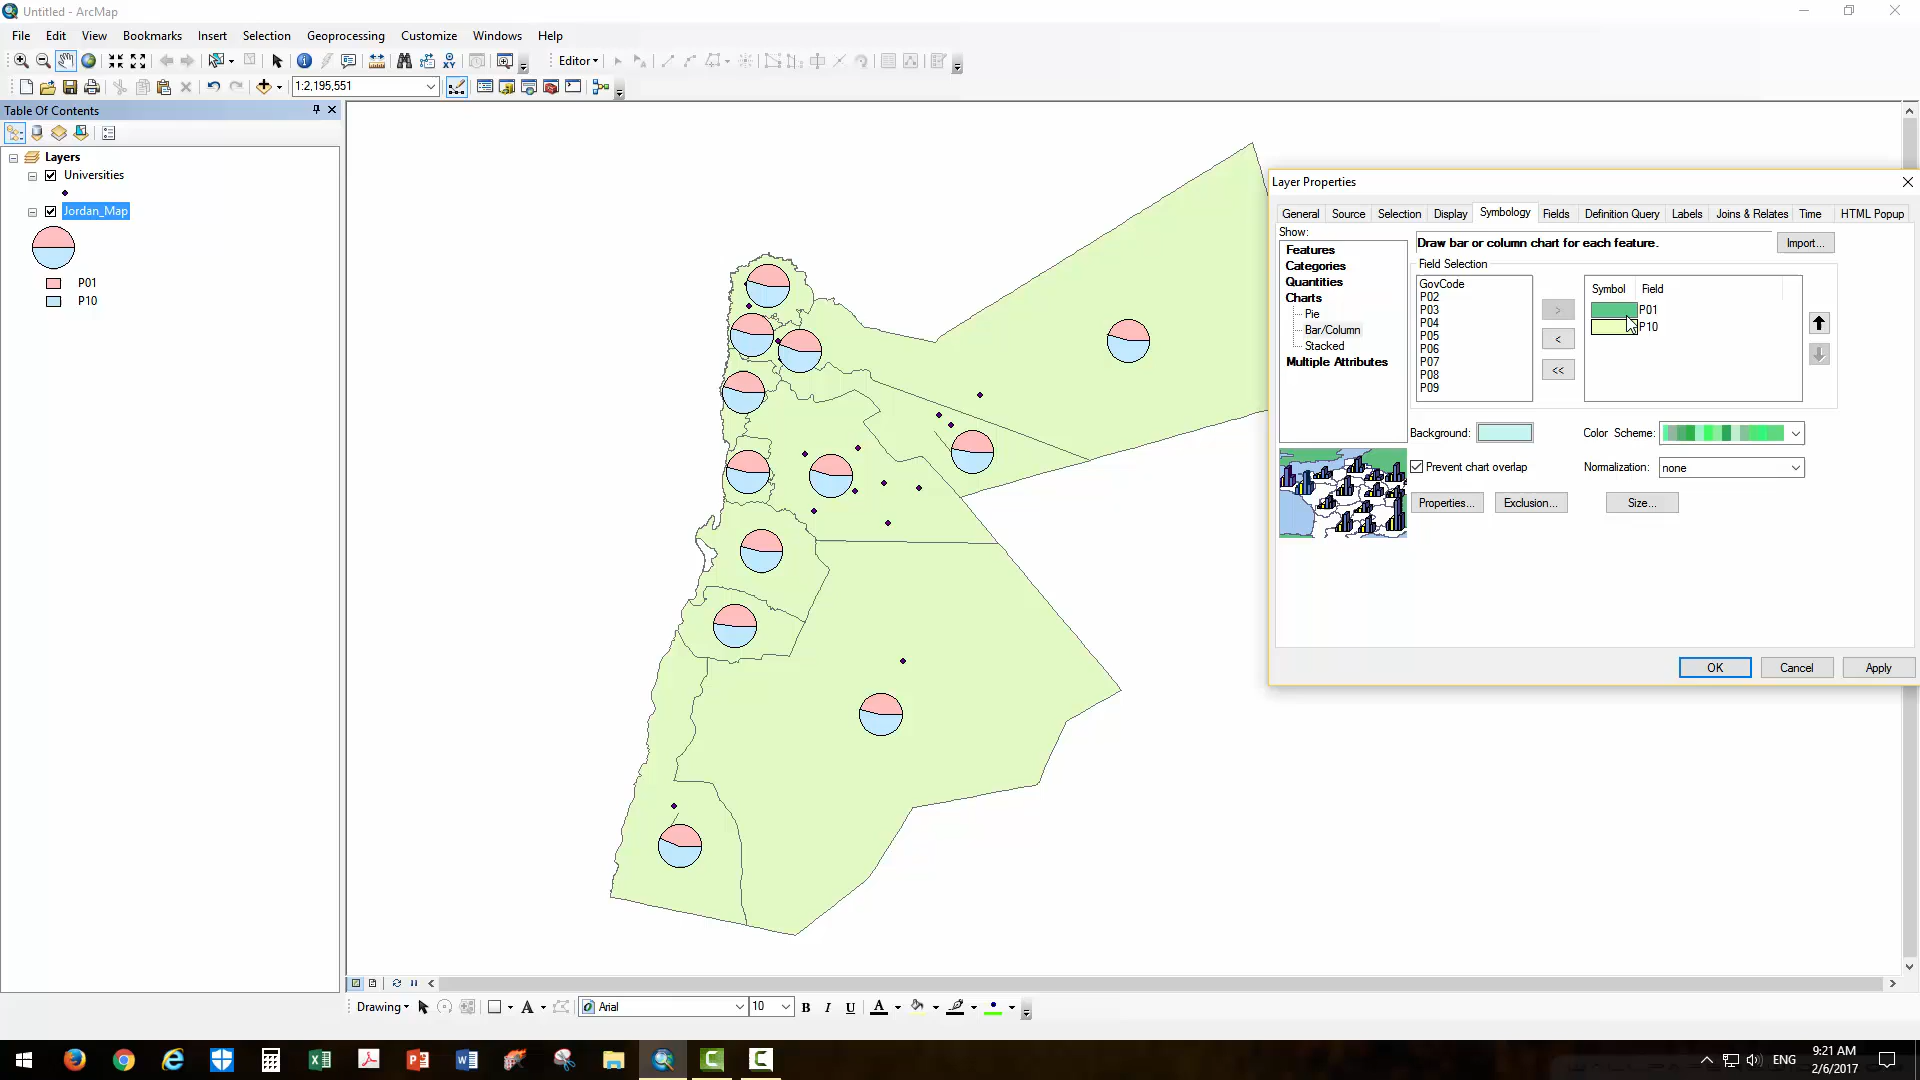 Untitled - ArcMap
File Edit View Bookmarks Insert Selection Geoprocessing Customize Windows Help
Editor
1:2,195,551
Table Of Contents
Layers
Universities
Jordan_Map
P01
P10
Layer Properties
General Source Selection Display Symbology Fields Definition Query Labels Joins & Relates Time HTML Popup
Show:
Features
Categories
Quantities
Charts
Pie
Bar/Column
Stacked
Multiple Attributes
Draw bar or column chart for each feature.
Import...
Field Selection
GovCode
P02
P03
P04
P05
P06
P07
P08
P09
>
<
<<
Symbol Field
P01
P10
Background:
Color Scheme:
Prevent chart overlap
Normalization: none
Properties... Exclusion... Size...
OK Cancel Apply
Drawing
Arial
10
B I U A
ENG
9:21 AM
2/6/2017